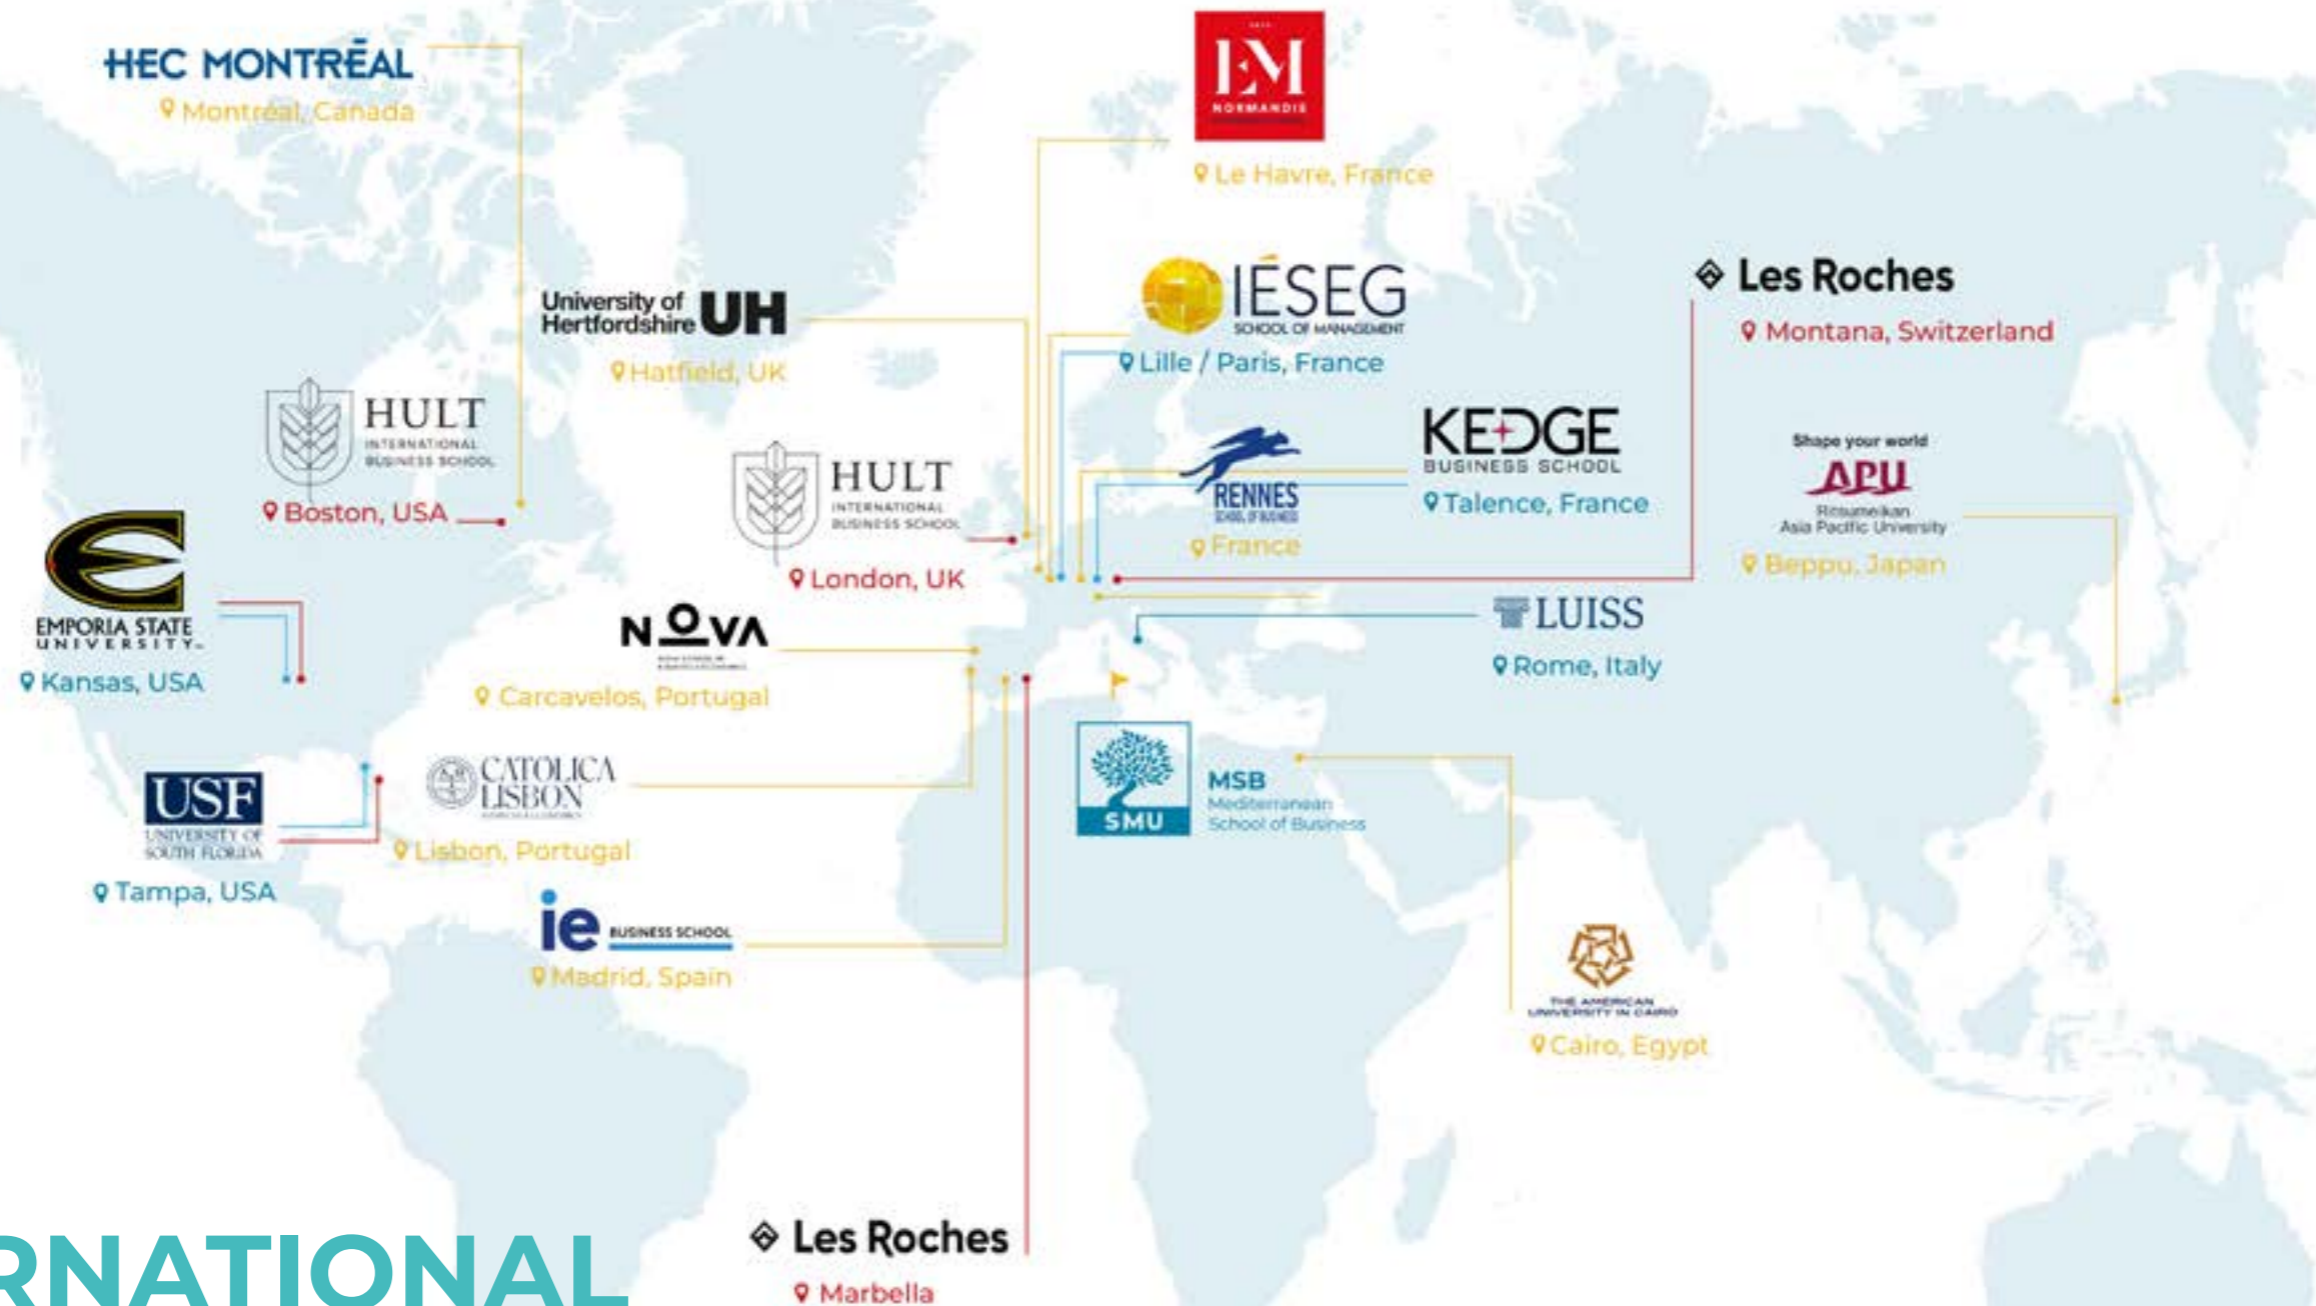 HEC MONTRÉAL
Montréal, Canada
EM
NORMANDIE
Le Havre, France
University of
Hertfordshire UH
Hatfield, UK
IÉSEG
SCHOOL OF MANAGEMENT
Lille / Paris, France
Les Roches
Montana, Switzerland
HULT
INTERNATIONAL
BUSINESS SCHOOL
Boston, USA
HULT
INTERNATIONAL
BUSINESS SCHOOL
London, UK
RENNES
SCHOOL OF BUSINESS
France
KEDGE
BUSINESS SCHOOL
Talence, France
Shape your world
APU
Ritsumeikan
Asia Pacific University
Beppu, Japan
EMPORIA STATE
UNIVERSITY
Kansas, USA
NOVA
Carcavelos, Portugal
LUISS
Rome, Italy
USF
UNIVERSITY OF
SOUTH FLORIDA
Tampa, USA
CATOLICA
LISBON
Lisbon, Portugal
SMU
MSB
Mediterranean
School of Business
ie BUSINESS SCHOOL
Madrid, Spain
THE AMERICAN
UNIVERSITY IN CAIRO
Cairo, Egypt
Les Roches
Marbella
RNATIONAL